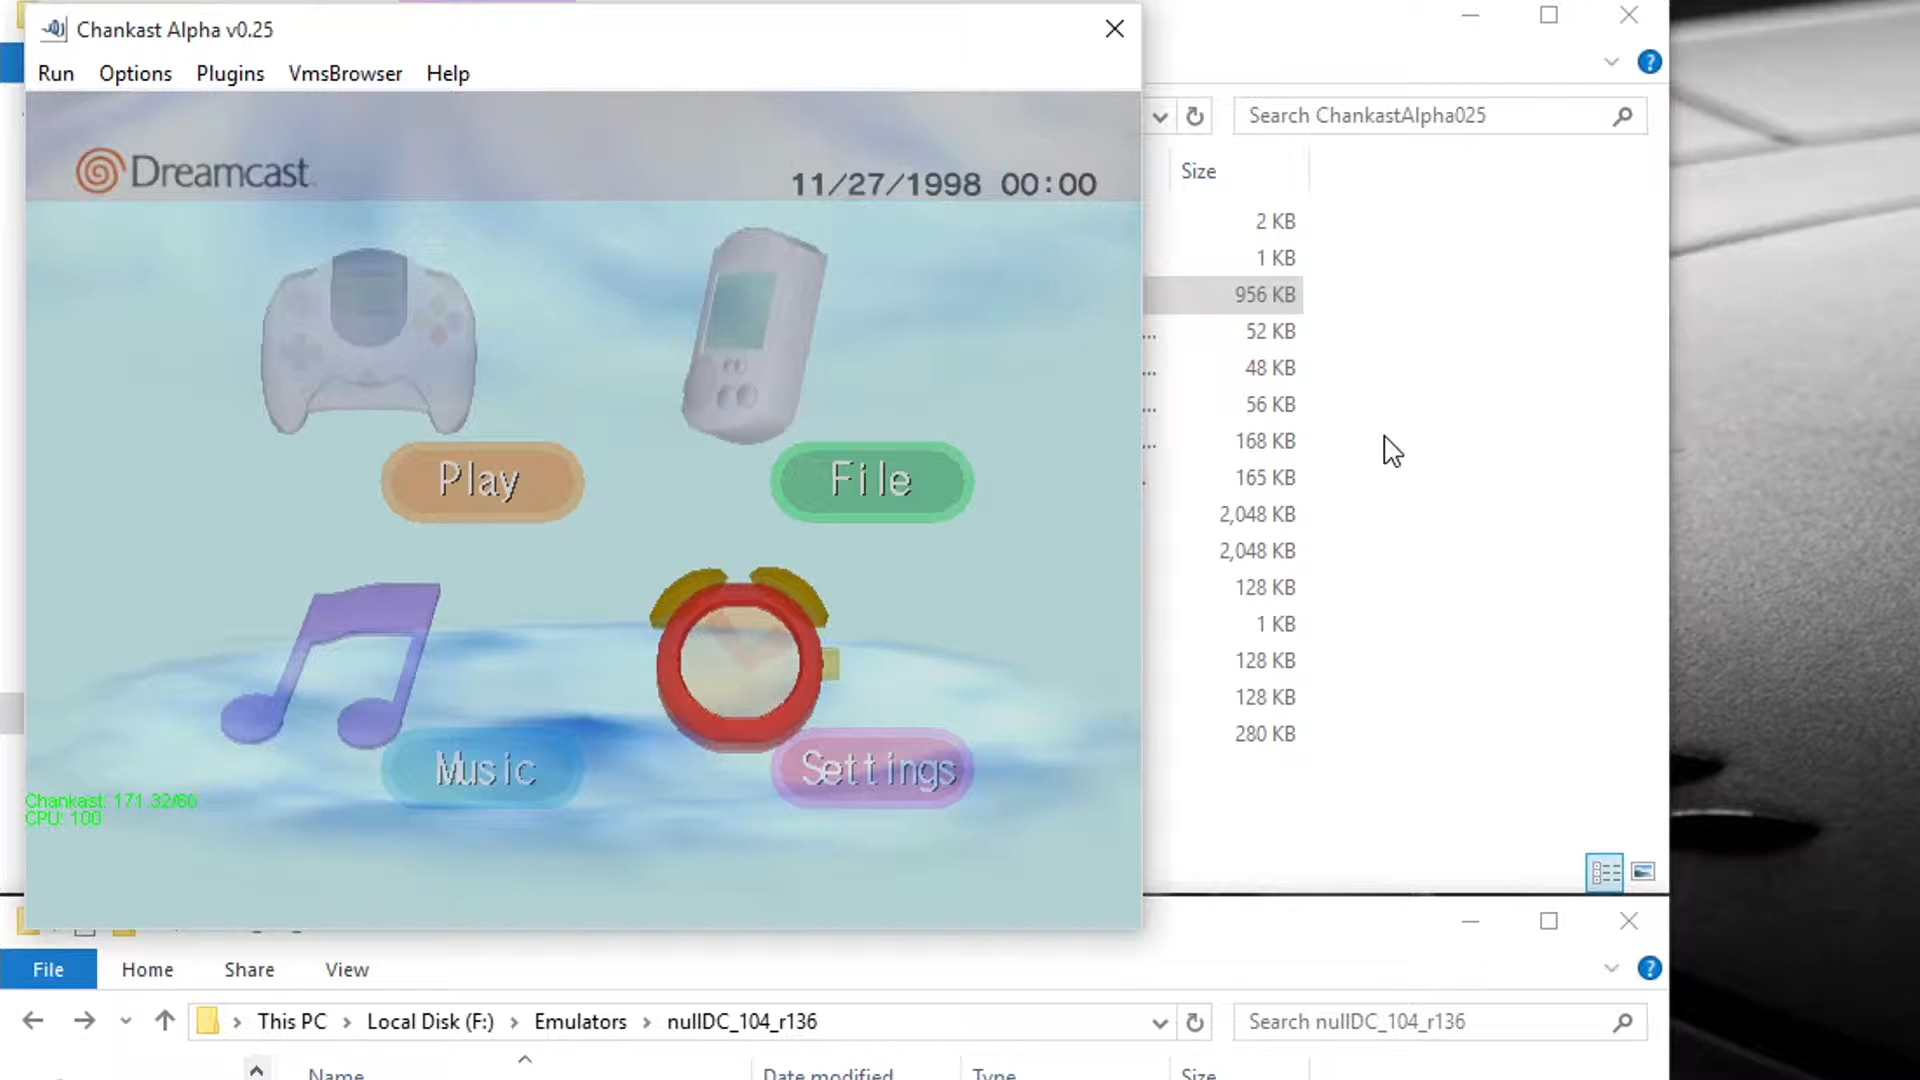 Chankast Alpha v0.25
Run Options Plugins VmsBrowser Help
Dreamcast
11/27/1998 00:00
Play
File
Music
Settings
Chankast: 171.32/60
CPU: 100
Search ChankastAlpha025
Size
2 KB
1 KB
956 KB
... 52 KB
... 48 KB
... 56 KB
... 168 KB
165 KB
2,048 KB
2,048 KB
128 KB
1 KB
128 KB
128 KB
280 KB
File Home Share View
This PC > Local Disk (F:) > Emulators > nullDC_104_r136
Search nullDC_104_r136
Name Date modified Type Size